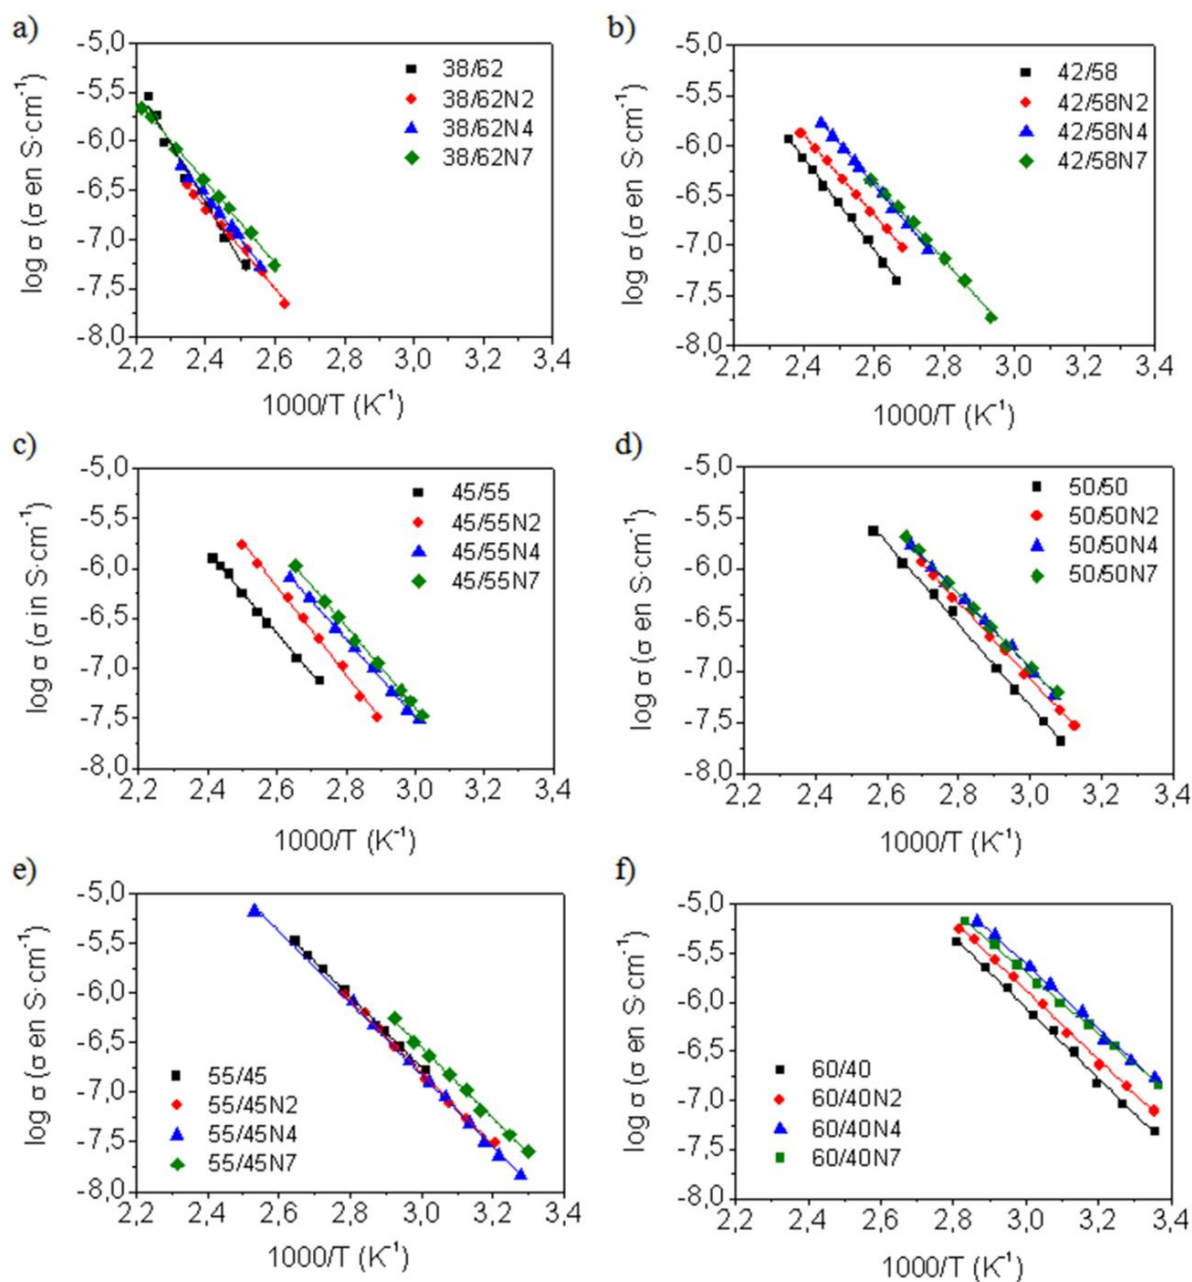 a)
log σ (σ en S·cm⁻¹)
-5,0
-5,5
-6,0
-6,5
-7,0
-7,5
-8,0
38/62
38/62N2
38/62N4
38/62N7
2,2 2,4 2,6 2,8 3,0 3,2 3,4
1000/T (K⁻¹)
b)
log σ (σ en S·cm⁻¹)
-5,0
-5,5
-6,0
-6,5
-7,0
-7,5
-8,0
42/58
42/58N2
42/58N4
42/58N7
2,2 2,4 2,6 2,8 3,0 3,2 3,4
1000/T (K⁻¹)
c)
log σ (σ in S·cm⁻¹)
-5,0
-5,5
-6,0
-6,5
-7,0
-7,5
-8,0
45/55
45/55N2
45/55N4
45/55N7
2,2 2,4 2,6 2,8 3,0 3,2 3,4
1000/T (K⁻¹)
d)
log σ (σ en S·cm⁻¹)
-5,0
-5,5
-6,0
-6,5
-7,0
-7,5
-8,0
50/50
50/50N2
50/50N4
50/50N7
2,2 2,4 2,6 2,8 3,0 3,2 3,4
1000/T (K⁻¹)
e)
log σ (σ en S·cm⁻¹)
-5,0
-5,5
-6,0
-6,5
-7,0
-7,5
-8,0
55/45
55/45N2
55/45N4
55/45N7
2,2 2,4 2,6 2,8 3,0 3,2 3,4
1000/T (K⁻¹)
f)
log σ (σ en S·cm⁻¹)
-5,0
-5,5
-6,0
-6,5
-7,0
-7,5
-8,0
60/40
60/40N2
60/40N4
60/40N7
2,2 2,4 2,6 2,8 3,0 3,2 3,4
1000/T (K⁻¹)